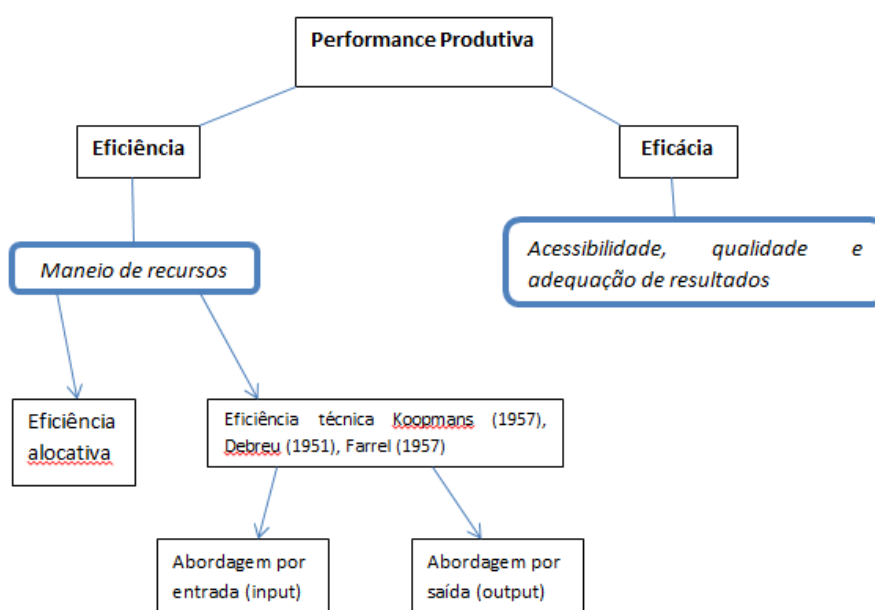 Performance Produtiva
Eficiência
Eficácia
Maneio de recursos
Acessibilidade, qualidade e
adequação de resultados
Eficiência
alocativa
Eficiência técnica Koopmans (1957),
Debreu (1951), Farrel (1957)
Abordagem por
entrada (input)
Abordagem por
saída (output)